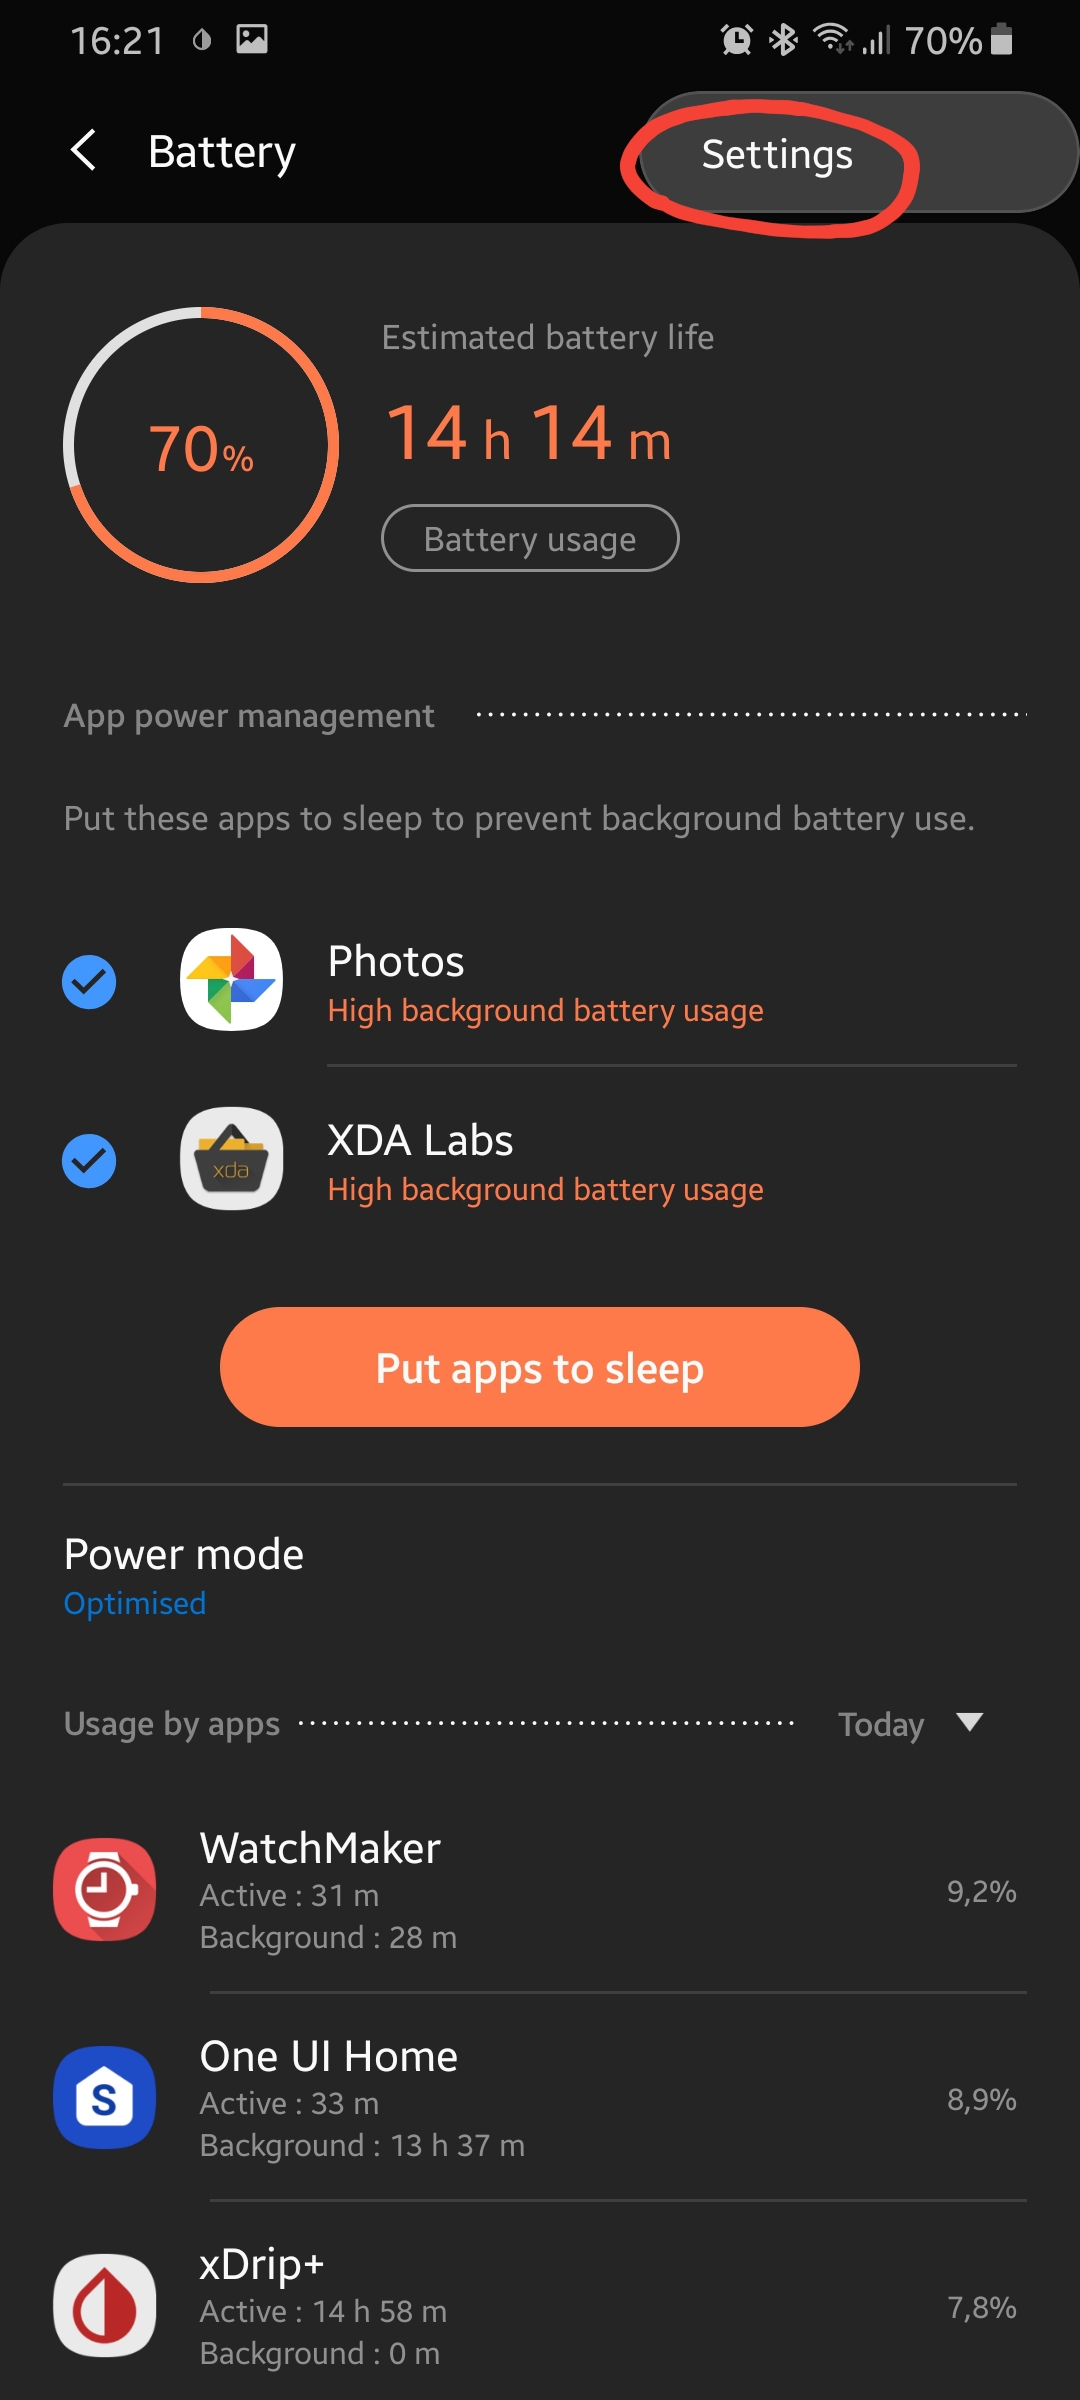 16:21 70%
Battery
Settings
Estimated battery life
70%
14 h 14 m
Battery usage
App power management
Put these apps to sleep to prevent background battery use.
Photos
High background battery usage
xda
XDA Labs
High background battery usage
Put apps to sleep
Power mode
Optimised
Usage by apps Today
WatchMaker
Active : 31 m
9,2%
Background : 28 m
S
One UI Home
Active : 33 m
8,9%
Background : 13 h 37 m
xDrip+
Active : 14 h 58 m
7,8%
Background : 0 m